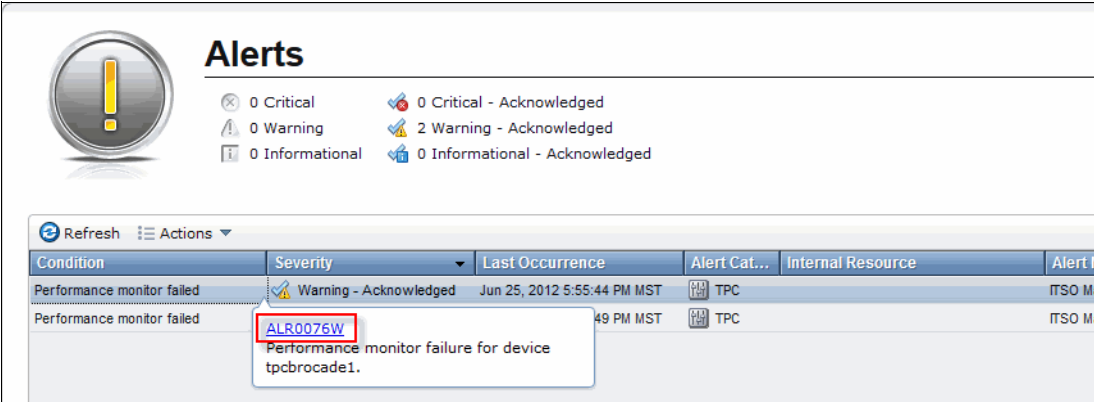 Alerts
0 Critical
0 Critical - Acknowledged
0 Warning
2 Warning - Acknowledged
0 Informational
0 Informational - Acknowledged
Refresh Actions
Condition Severity Last Occurrence Alert Cat... Internal Resource Alert
Performance monitor failed Warning - Acknowledged Jun 25, 2012 5:55:44 PM MST TPC ITSO
Performance monitor failed 49 PM MST TPC ITSO
ALR0076W
Performance monitor failure for device
tpcbrocade1.